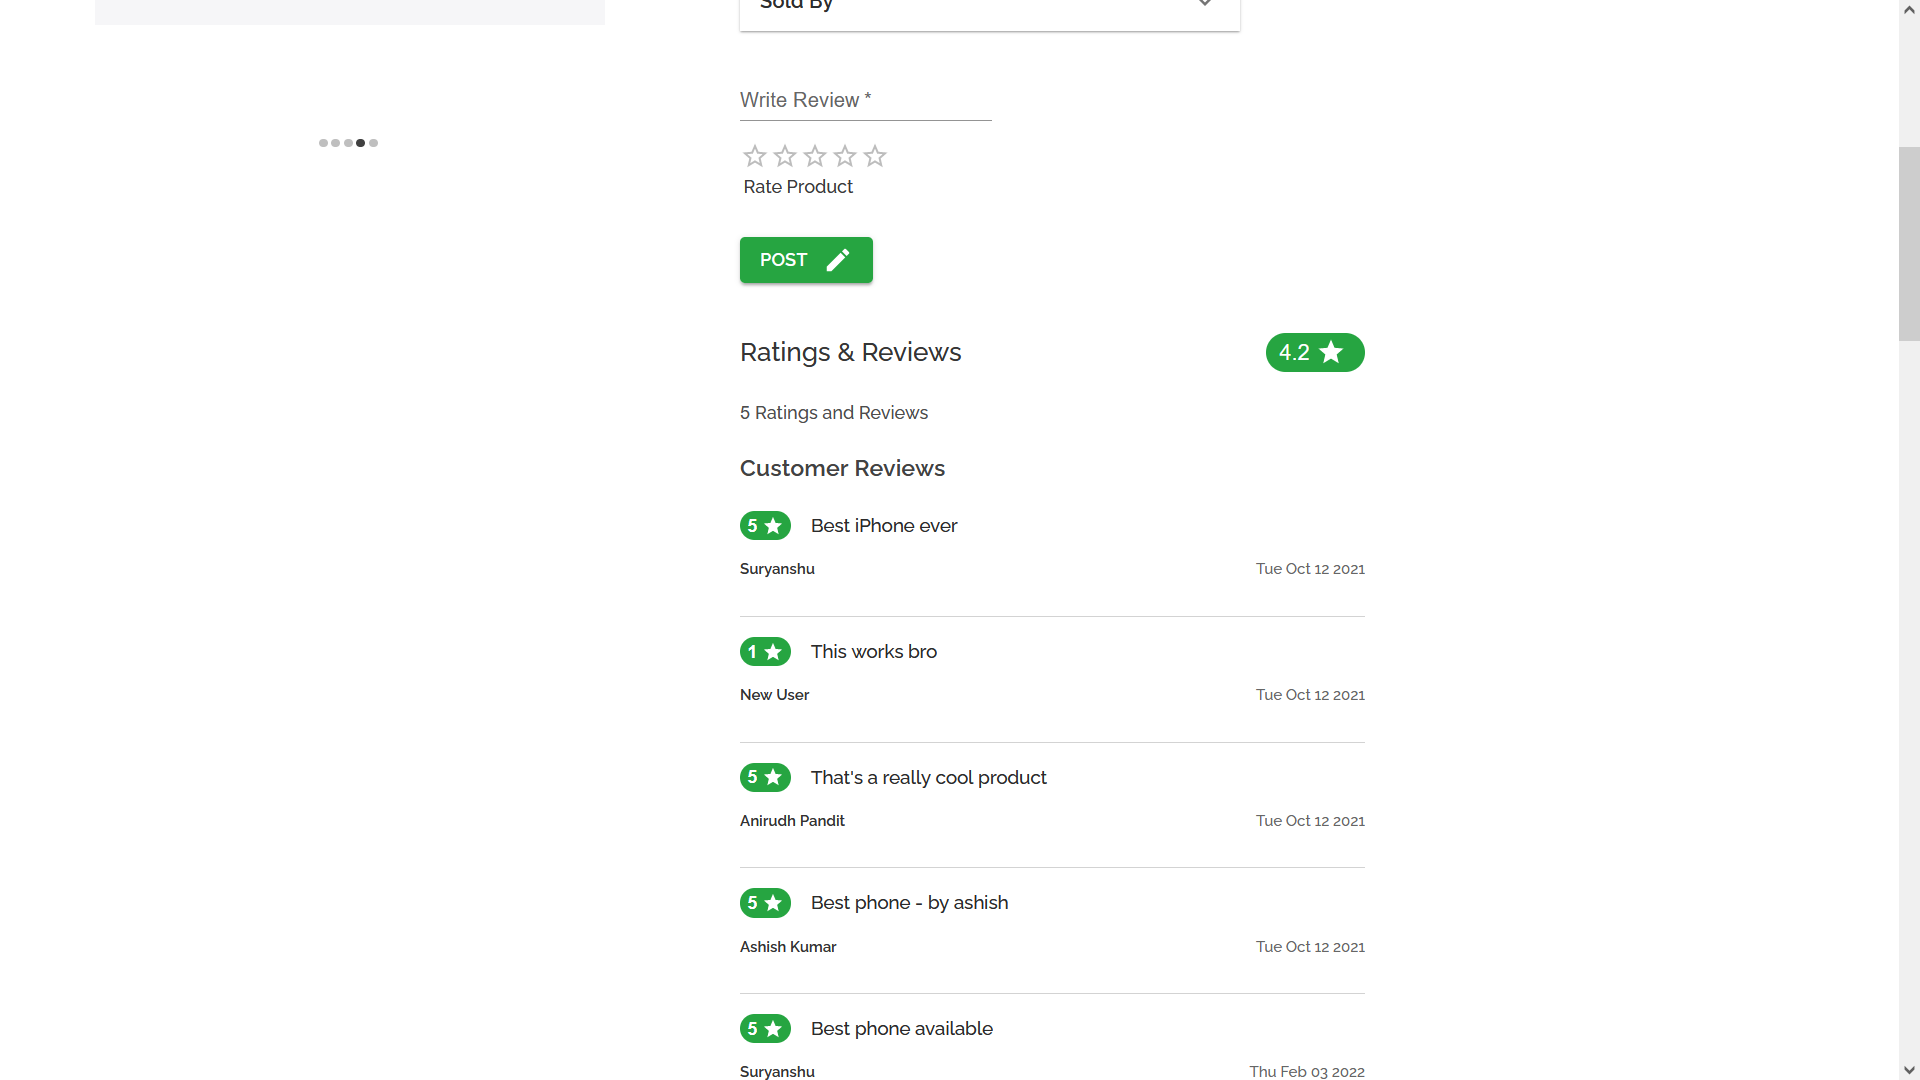 Sold By
Write Review *
Rate Product
POST
Ratings & Reviews
4.2
5 Ratings and Reviews
Customer Reviews
5 Best iPhone ever
Suryanshu Tue Oct 12 2021
1 This works bro
New User Tue Oct 12 2021
5 That's a really cool product
Anirudh Pandit Tue Oct 12 2021
5 Best phone - by ashish
Ashish Kumar Tue Oct 12 2021
5 Best phone available
Suryanshu Thu Feb 03 2022